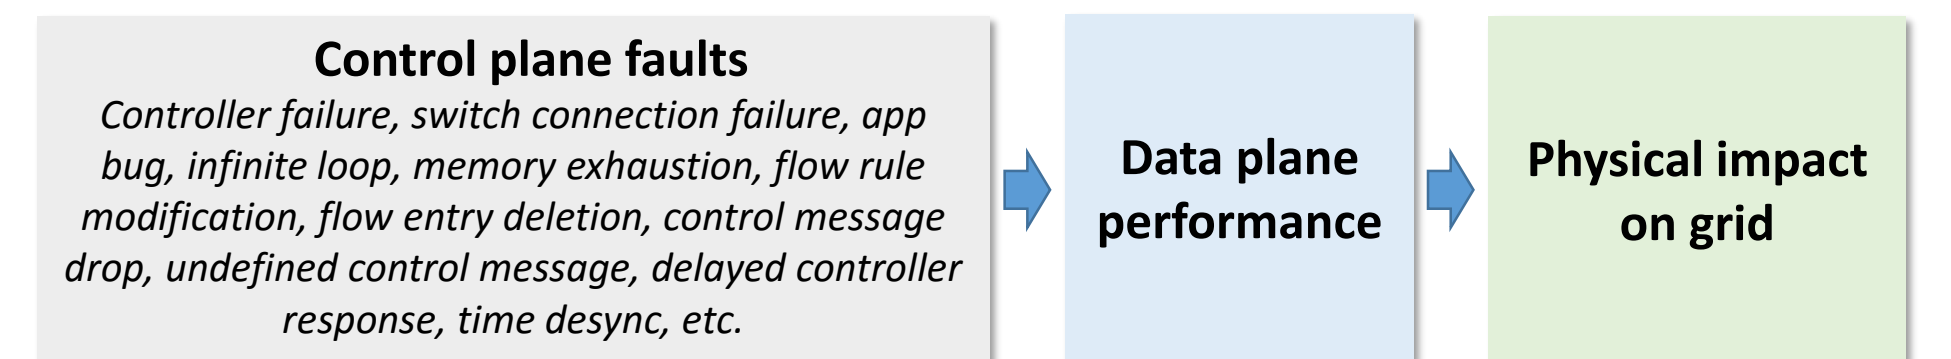 Control plane faults
Controller failure, switch connection failure, app
bug, infinite loop, memory exhaustion, flow rule
modification, flow entry deletion, control message
drop, undefined control message, delayed controller
response, time desync, etc.
Data plane
performance
Physical impact
on grid